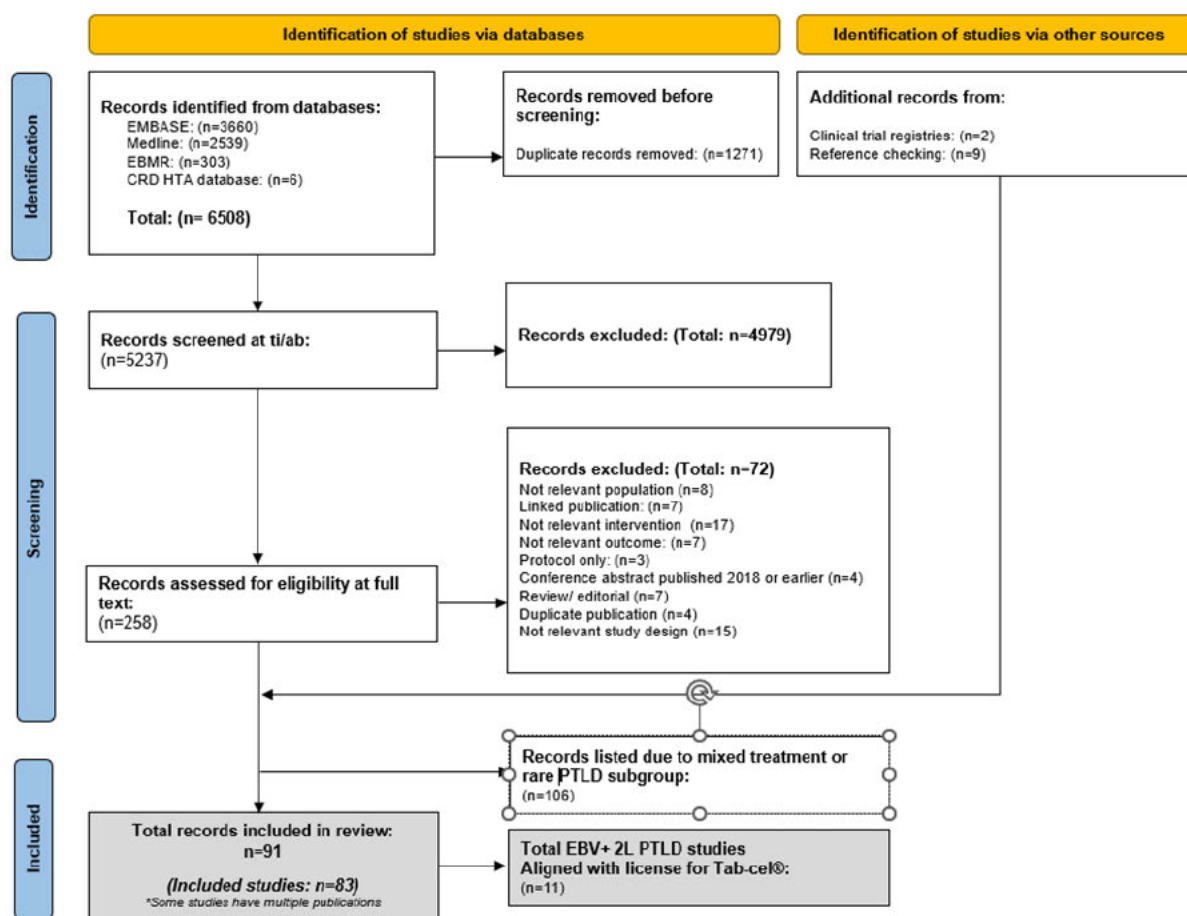 Identification of studies via databases
Identification of studies via other sources
Identification
Records identified from databases:
EMBASE: (n=3660)
Medline: (n=2539)
EBMR: (n=303)
CRD HTA database: (n=6)
Total: (n= 6508)
Records removed before
screening:
Duplicate records removed: (n=1271)
Additional records from:
Clinical trial registries: (n=2)
Reference checking: (n=9)
Screening
Records screened at ti/ab:
(n=5237)
Records excluded: (Total: n=4979)
Records assessed for eligibility at full
text:
(n=258)
Records excluded: (Total: n=72)
Not relevant population (n=8)
Linked publication: (n=7)
Not relevant intervention (n=17)
Not relevant outcome: (n=7)
Protocol only: (n=3)
Conference abstract published 2018 or earlier (n=4)
Review/ editorial (n=7)
Duplicate publication (n=4)
Not relevant study design (n=15)
Included
Records listed due to mixed treatment or
rare PTLD subgroup:
(n=106)
Total records included in review:
n=91
(Included studies: n=83)
*Some studies have multiple publications
Total EBV+ 2L PTLD studies
Aligned with license for Tab-cel®:
(n=11)